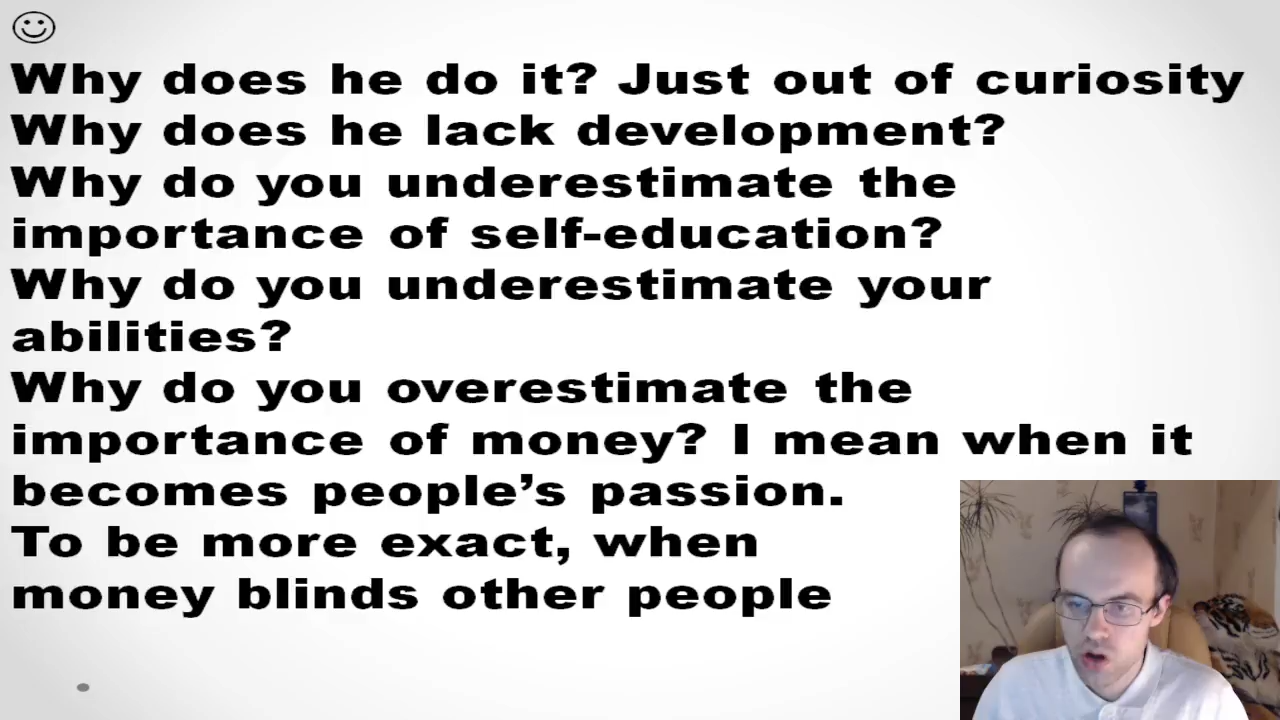 Why does he do it? Just out of curiosity
Why does he lack development?
Why do you underestimate the
importance of self-education?
Why do you underestimate your
abilities?
Why do you overestimate the
importance of money? I mean when it
becomes people’s passion.
To be more exact, when
money blinds other people